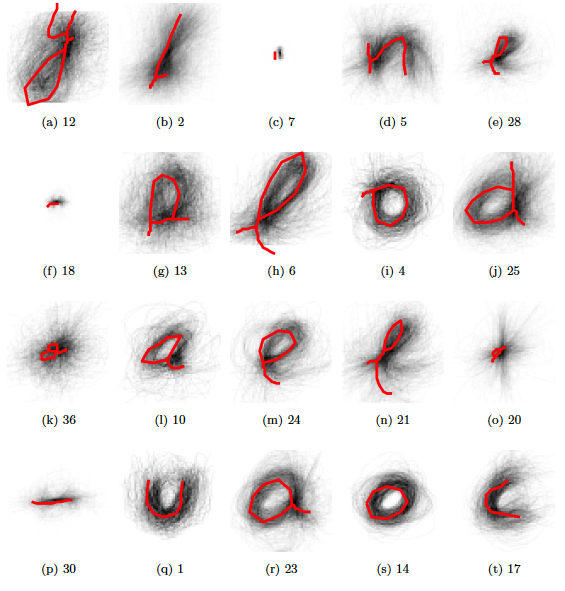 (a) 12 (b) 2 (c) 7 (d) 5 (e) 28
(f) 18 (g) 13 (h) 6 (i) 4 (j) 25
(k) 36 (l) 10 (m) 24 (n) 21 (o) 20
(p) 30 (q) 1 (r) 23 (s) 14 (t) 17